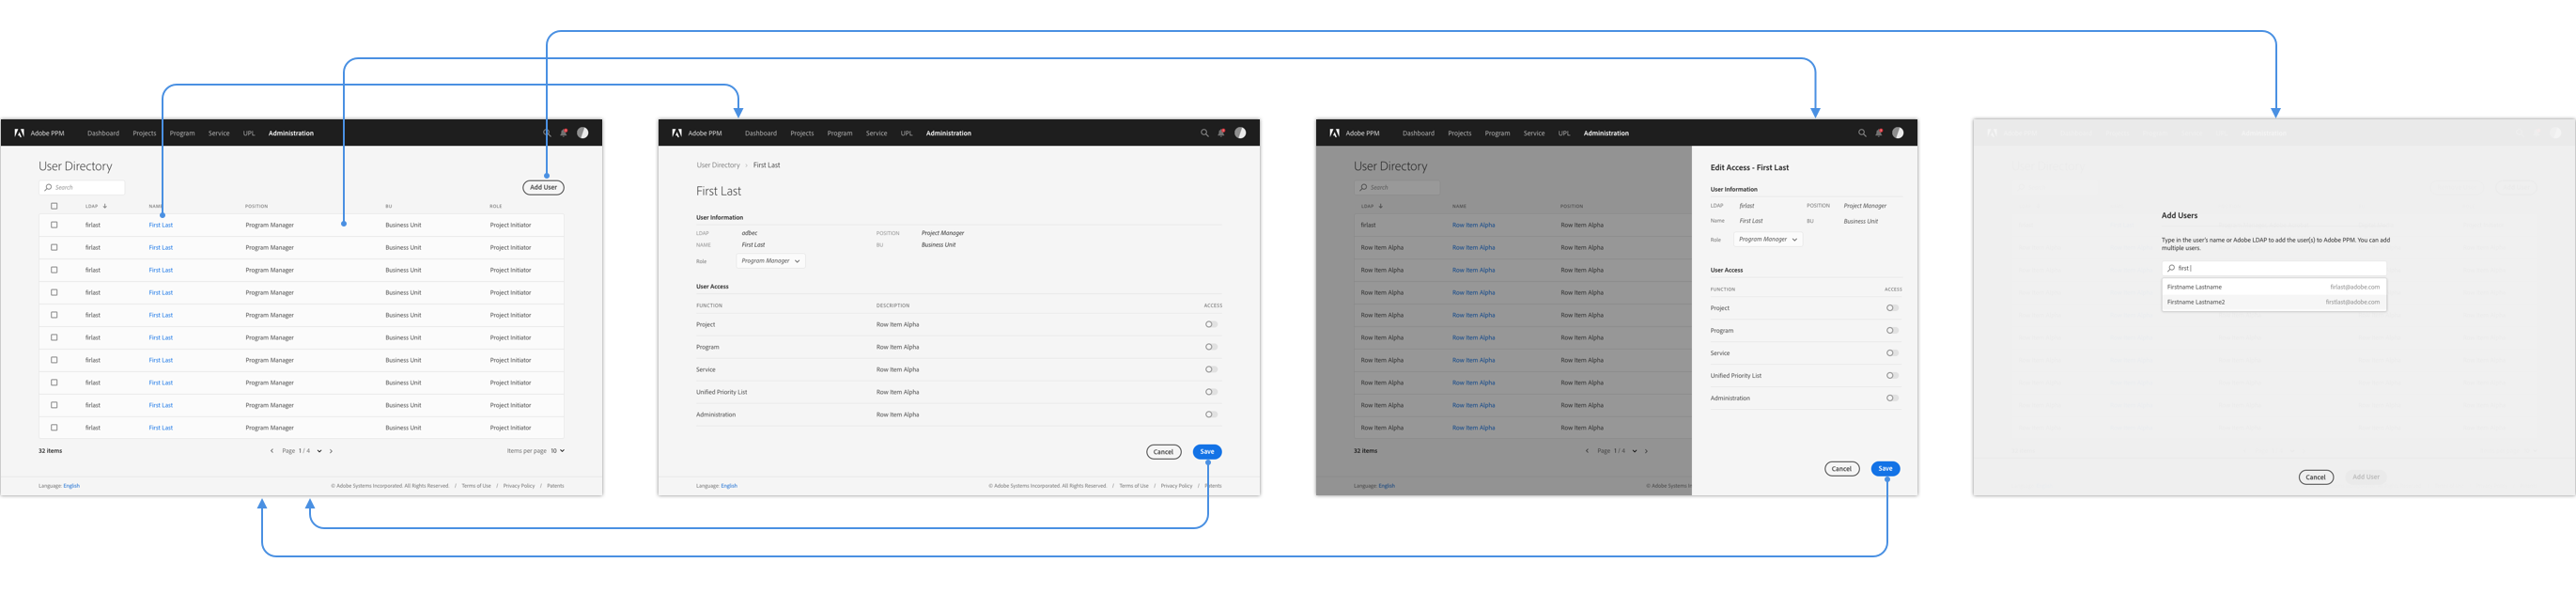 Adobe PPM Dashboard Projects Program Service UPL Administration
User Directory
Search
Add User
LDAP NAME POSITION BU ROLE
firlast First Last Program Manager Business Unit Project Initiator
firlast First Last Program Manager Business Unit Project Initiator
firlast First Last Program Manager Business Unit Project Initiator
firlast First Last Program Manager Business Unit Project Initiator
firlast First Last Program Manager Business Unit Project Initiator
firlast First Last Program Manager Business Unit Project Initiator
firlast First Last Program Manager Business Unit Project Initiator
firlast First Last Program Manager Business Unit Project Initiator
firlast First Last Program Manager Business Unit Project Initiator
firlast First Last Program Manager Business Unit Project Initiator
32 items Page 1 / 4 Items per page 10
Language: English © Adobe Systems Incorporated. All Rights Reserved. / Terms of Use / Privacy Policy / Patents
Adobe PPM Dashboard Projects Program Service UPL Administration
User Directory › First Last
First Last
User Information
LDAP adbec POSITION Project Manager
NAME First Last BU Business Unit
Role Program Manager
User Access
FUNCTION DESCRIPTION ACCESS
Project Row Item Alpha
Program Row Item Alpha
Service Row Item Alpha
Unified Priority List Row Item Alpha
Administration Row Item Alpha
Cancel Save
Language: English © Adobe Systems Incorporated. All Rights Reserved. / Terms of Use / Privacy Policy / Patents
Adobe PPM Dashboard Projects Program Service UPL Administration
User Directory
Search
LDAP NAME POSITION
firlast Row Item Alpha Row Item Alpha
Row Item Alpha Row Item Alpha Row Item Alpha
Row Item Alpha Row Item Alpha Row Item Alpha
Row Item Alpha Row Item Alpha Row Item Alpha
Row Item Alpha Row Item Alpha Row Item Alpha
Row Item Alpha Row Item Alpha Row Item Alpha
Row Item Alpha Row Item Alpha Row Item Alpha
Row Item Alpha Row Item Alpha Row Item Alpha
Row Item Alpha Row Item Alpha Row Item Alpha
Row Item Alpha Row Item Alpha Row Item Alpha
32 items Page 1 / 4
Language: English © Adobe Systems
Edit Access - First Last
User Information
LDAP firlast POSITION Project Manager
Name First Last BU Business Unit
Role Program Manager
User Access
FUNCTION ACCESS
Project
Program
Service
Unified Priority List
Administration
Cancel Save
Add Users
Type in the user's name or Adobe LDAP to add the user(s) to Adobe PPM. You can add
multiple users.
first
Firstname Lastname firlast@adobe.com
Firstname Lastname2 firstlast@adobe.com
Cancel Add User